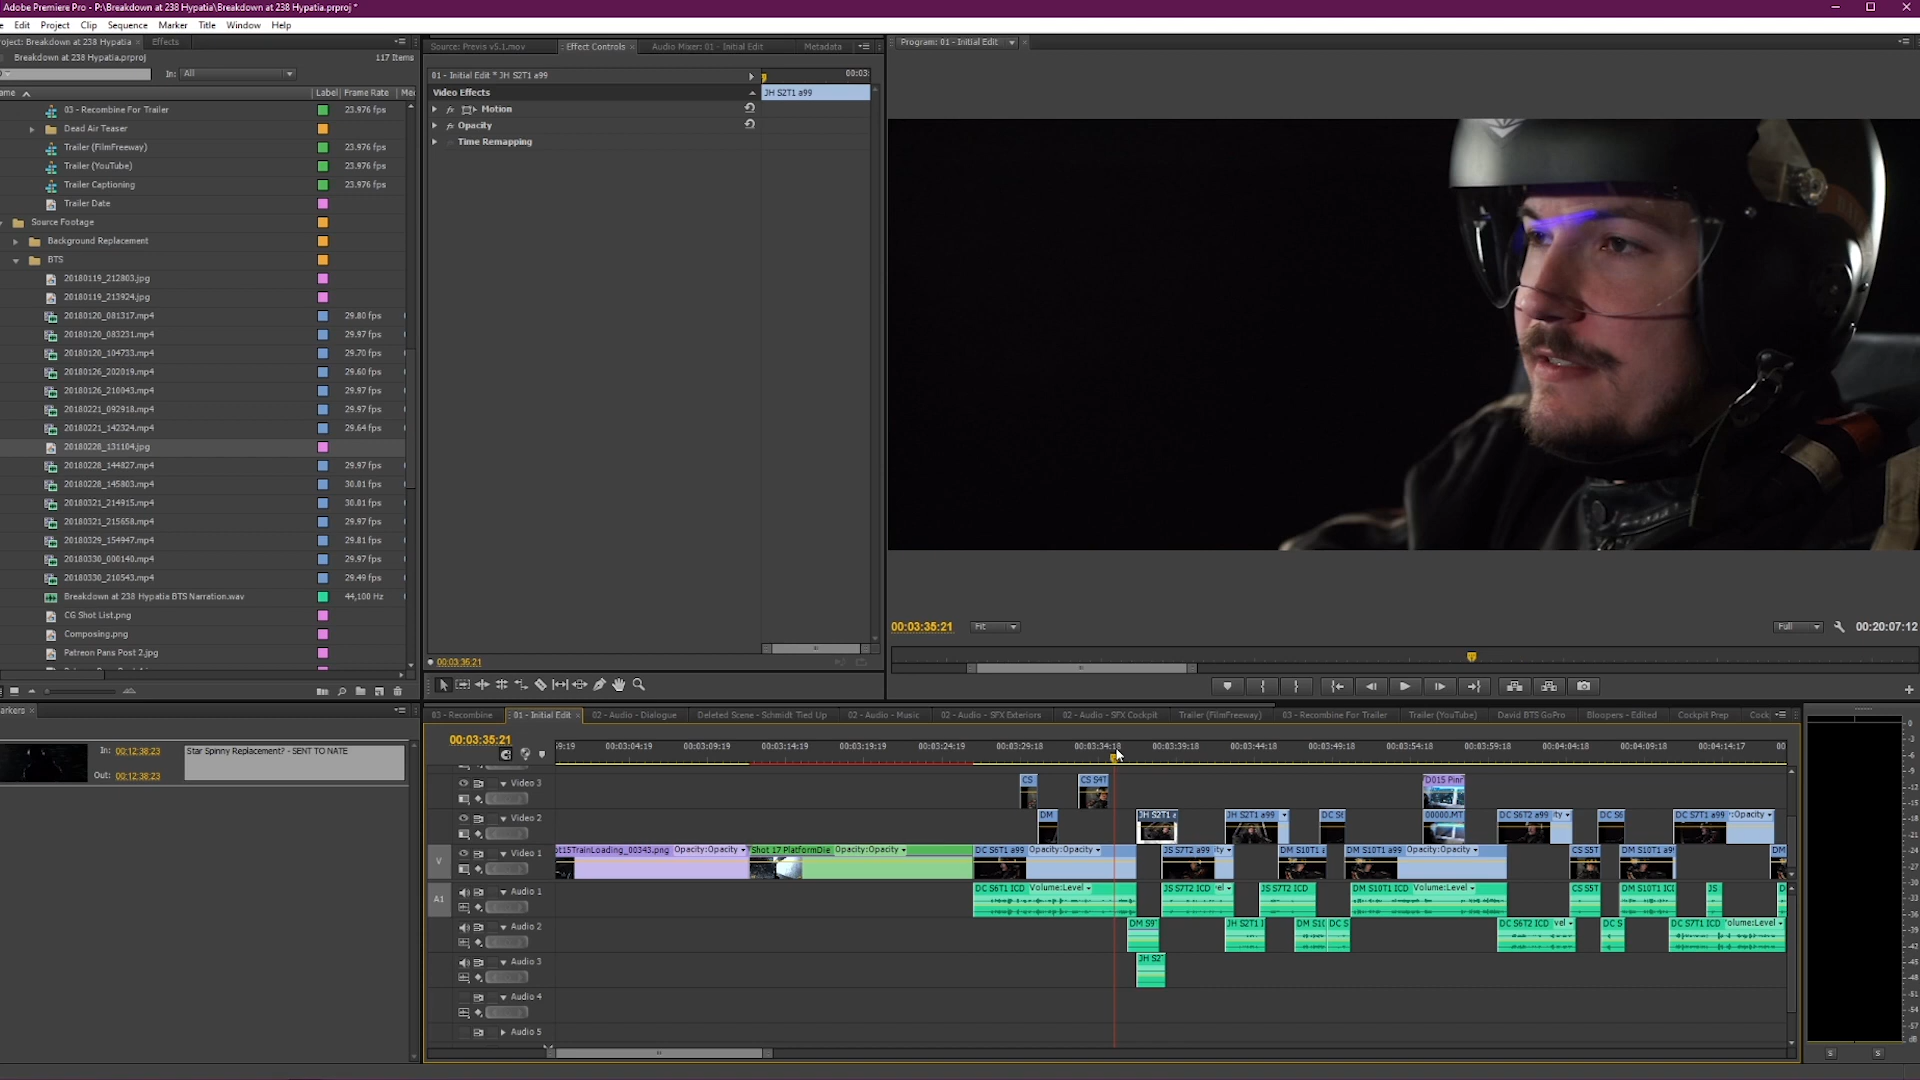 Adobe Premiere Pro - P:\Breakdown at 238 Hypatia\Breakdown at 238 Hypatia.prproj *
Edit Project Clip Sequence Marker Title Window Help
roject: Breakdown at 238 Hypatia × Effects
Breakdown at 238 Hypatia.prproj 117 Items
In: All
ame Label Frame Rate Me
03 - Recombine For Trailer 23.976 fps
Dead Air Teaser
Trailer (FilmFreeway) 23.976 fps
Trailer (YouTube) 23.976 fps
Trailer Captioning 23.976 fps
Trailer Date
Source Footage
Background Replacement
BTS
20180119_212803.jpg
20180119_213924.jpg
20180120_081317.mp4 29.80 fps
20180120_083231.mp4 29.97 fps
20180120_104733.mp4 29.70 fps
20180126_202019.mp4 29.60 fps
20180126_210843.mp4 29.97 fps
20180221_092918.mp4 29.97 fps
20180221_142324.mp4 29.64 fps
20180228_131104.jpg
20180228_144827.mp4 29.97 fps
20180228_145803.mp4 30.01 fps
20180321_214915.mp4 30.01 fps
20180321_215658.mp4 29.97 fps
20180329_154947.mp4 29.81 fps
20180330_000140.mp4 29.97 fps
20180330_210543.mp4 29.49 fps
Breakdown at 238 Hypatia BTS Narration.wav 44,100 Hz
CG Shot List.png
Composing.png
Patreon Pans Post 2.jpg
Source: Previs v5.1.mov Effect Controls × Audio Mixer: 01 - Initial Edit Metadata
01 - Initial Edit * JH S2T1 a99 00:03:
Video Effects JH S2T1 a99
fx Motion
fx Opacity
Time Remapping
00:03:35:21
Program: 01 - Initial Edit
00:03:35:21 Fit Full 00:20:07:12
arkers ×
In: 00:12:38:23 Star Spinny Replacement? - SENT TO NATE
Out: 00:12:38:23
03 - Recombine 01 - Initial Edit × 02 - Audio - Dialogue Deleted Scene - Schmidt Tied Up 02 - Audio - Music 02 - Audio - SFX Exteriors 02 - Audio - SFX Cockpit Trailer (FilmFreeway) 03 - Recombine For Trailer Trailer (YouTube) David BTS GoPro Bloopers - Edited Cockpit Prep Cock
00:03:35:21
59:19 00:03:04:19 00:03:09:19 00:03:14:19 00:03:19:19 00:03:24:19 00:03:29:18 00:03:34:18 00:03:39:18 00:03:44:18 00:03:49:18 00:03:54:18 00:03:59:18 00:04:04:18 00:04:09:18 00:04:14:17 00
Video 3 CS CS S4T D015 Pinr
Video 2 DM JH S2T1 a JH S2T1 a99 DC S6 00000.MT DC S6T2 a99 ity DC S6 DC S7T1 a99 :Opacity
V Video 1 ot15TrainLoading_00343.png Opacity:Opacity Shot 17 PlatformDie Opacity:Opacity DC S6T1 a99 Opacity:Opacity JS S7T2 a99 ity DM S10T1 a DM S10T1 a99 Opacity:Opacity CS S5T DM S10T1 a99 DM
A1 Audio 1 DC S6T1 ICD Volume:Level JS S7T2 ICD vel JS S7T2 ICD DM S10T1 ICD Volume:Level CS S5T DM S10T1 ICI JS D
Audio 2 DM S9 JH S2T1 I DM S10 DC S DC S6T2 ICD vel DC S DC S7T1 ICD olume:Level
Audio 3 JH S2
Audio 4
Audio 5